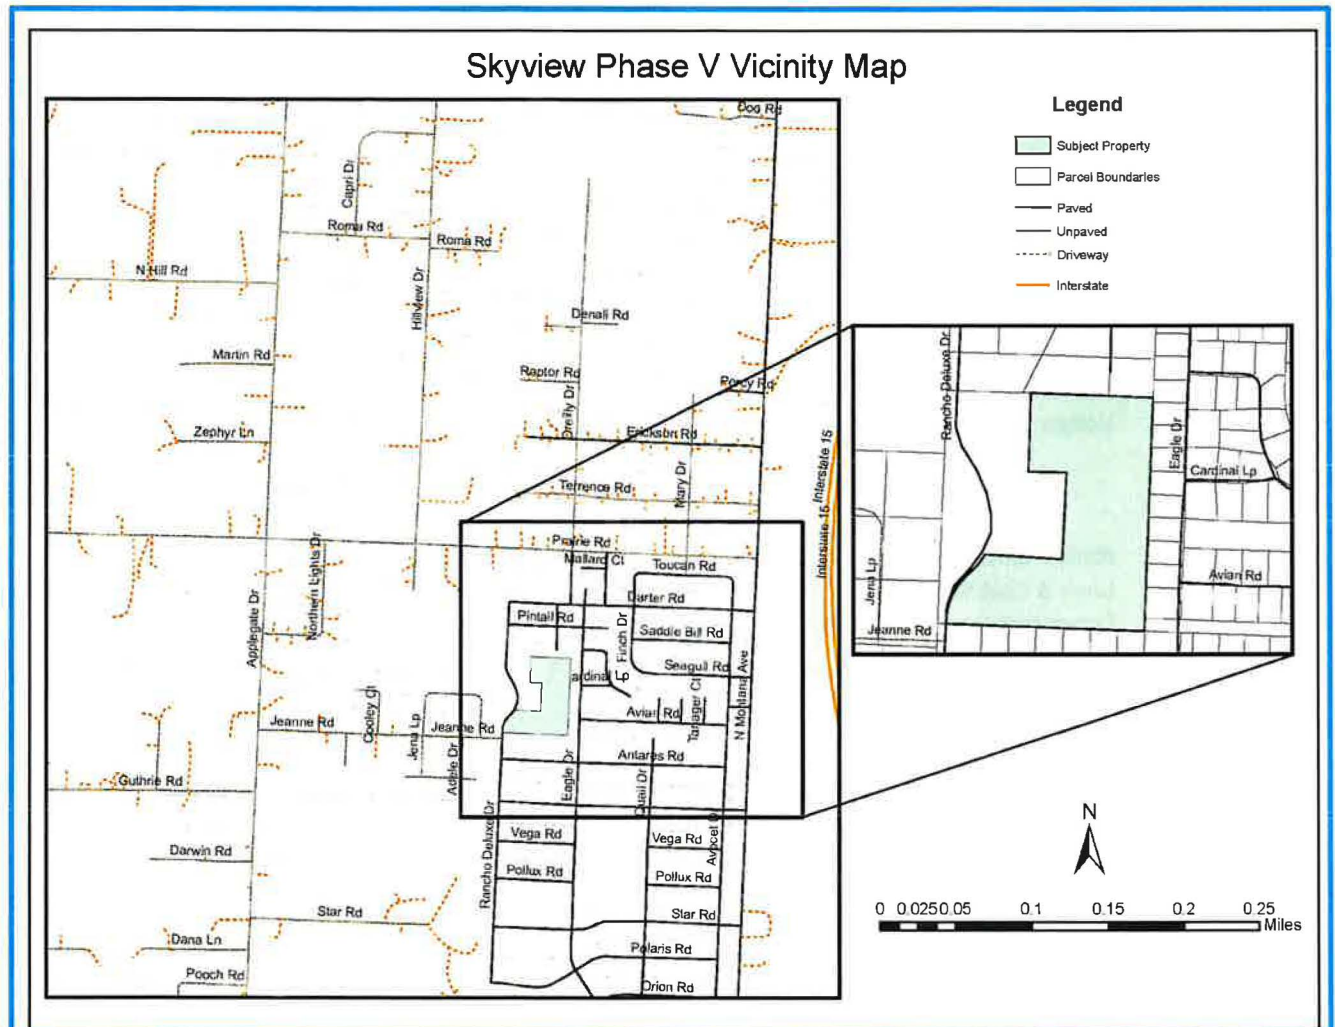 Skyview Phase V Vicinity Map
Legend
Subject Property
Parcel Boundaries
Paved
Unpaved
Driveway
Interstate
Dog Rd
Capri Dr
Roma Rd
Roma Rd
N Hill Rd
Hillview Dr
Denali Rd
Martin Rd
Raptor Rd
Percy Rd
Oreilly Dr
Zephyr Ln
Erickson Rd
Interstate 15
Interstate 15
Terrence Rd
Mary Dr
Prairie Rd
Mallard Ct
Toucan Rd
Northern Lights Dr
Applegate Dr
Darter Rd
Pintail Rd
Finch Dr
Saddle Bill Rd
Seagull Rd
ardinal Lp
N Montana Ave
Avian Rd
Tanager Ct
Jeanne Rd
Cooley Ct
Jena Lp
Jeanne Rd
Adele Dr
Antares Rd
Eagle Dr
Quail Dr
Guthrie Rd
Rancho Deluxe Dr
Vega Rd
Vega Rd
Avocet Dr
Darwin Rd
Pollux Rd
Pollux Rd
Star Rd
Star Rd
Dana Ln
Polaris Rd
Pooch Rd
Orion Rd
Rancho Deluxe Dr
Eagle Dr
Cardinal Lp
Avian Rd
Jena Lp
Jeanne Rd
N
0 0.0250.05 0.1 0.15 0.2 0.25
Miles